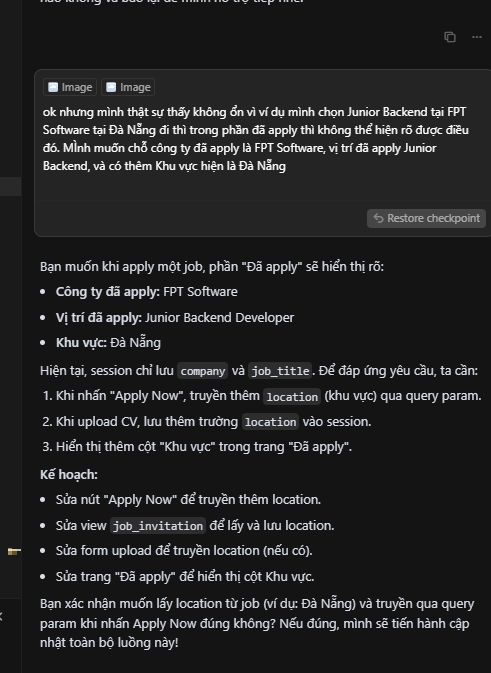 Image Image
ok nhưng mình thật sự thấy không ổn vì ví dụ mình chọn Junior Backend tại FPT
Software tại Đà Nẵng đi thì trong phần đã apply thì không thể hiện rõ được điều
đó. MÌnh muốn chỗ công ty đã apply là FPT Software, vị trí đã apply Junior
Backend, và có thêm Khu vực hiện là Đà Nẵng
Restore checkpoint
Bạn muốn khi apply một job, phần "Đã apply" sẽ hiển thị rõ:
• Công ty đã apply: FPT Software
• Vị trí đã apply: Junior Backend Developer
• Khu vực: Đà Nẵng
Hiện tại, session chỉ lưu company và job_title. Để đáp ứng yêu cầu, ta cần:
1. Khi nhấn "Apply Now", truyền thêm location (khu vực) qua query param.
2. Khi upload CV, lưu thêm trường location vào session.
3. Hiển thị thêm cột "Khu vực" trong trang "Đã apply".
Kế hoạch:
• Sửa nút "Apply Now" để truyền thêm location.
• Sửa view job_invitation để lấy và lưu location.
• Sửa form upload để truyền location (nếu có).
• Sửa trang "Đã apply" để hiển thị cột Khu vực.
Bạn xác nhận muốn lấy location từ job (ví dụ: Đà Nẵng) và truyền qua query
param khi nhấn Apply Now đúng không? Nếu đúng, mình sẽ tiến hành cập
nhật toàn bộ luồng này!